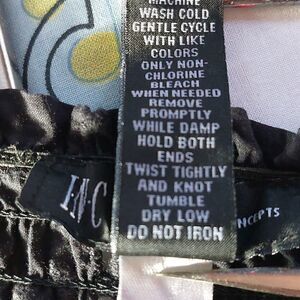 MACHINE
WASH COLD
GENTLE CYCLE
WITH LIKE
COLORS
ONLY NON-
CHLORINE
BLEACH
WHEN NEEDED
REMOVE
PROMPTLY
WHILE DAMP
HOLD BOTH
ENDS
TWIST TIGHTLY
AND KNOT
TUMBLE
DRY LOW
DO NOT IRON
I.N.C
NCEPTS